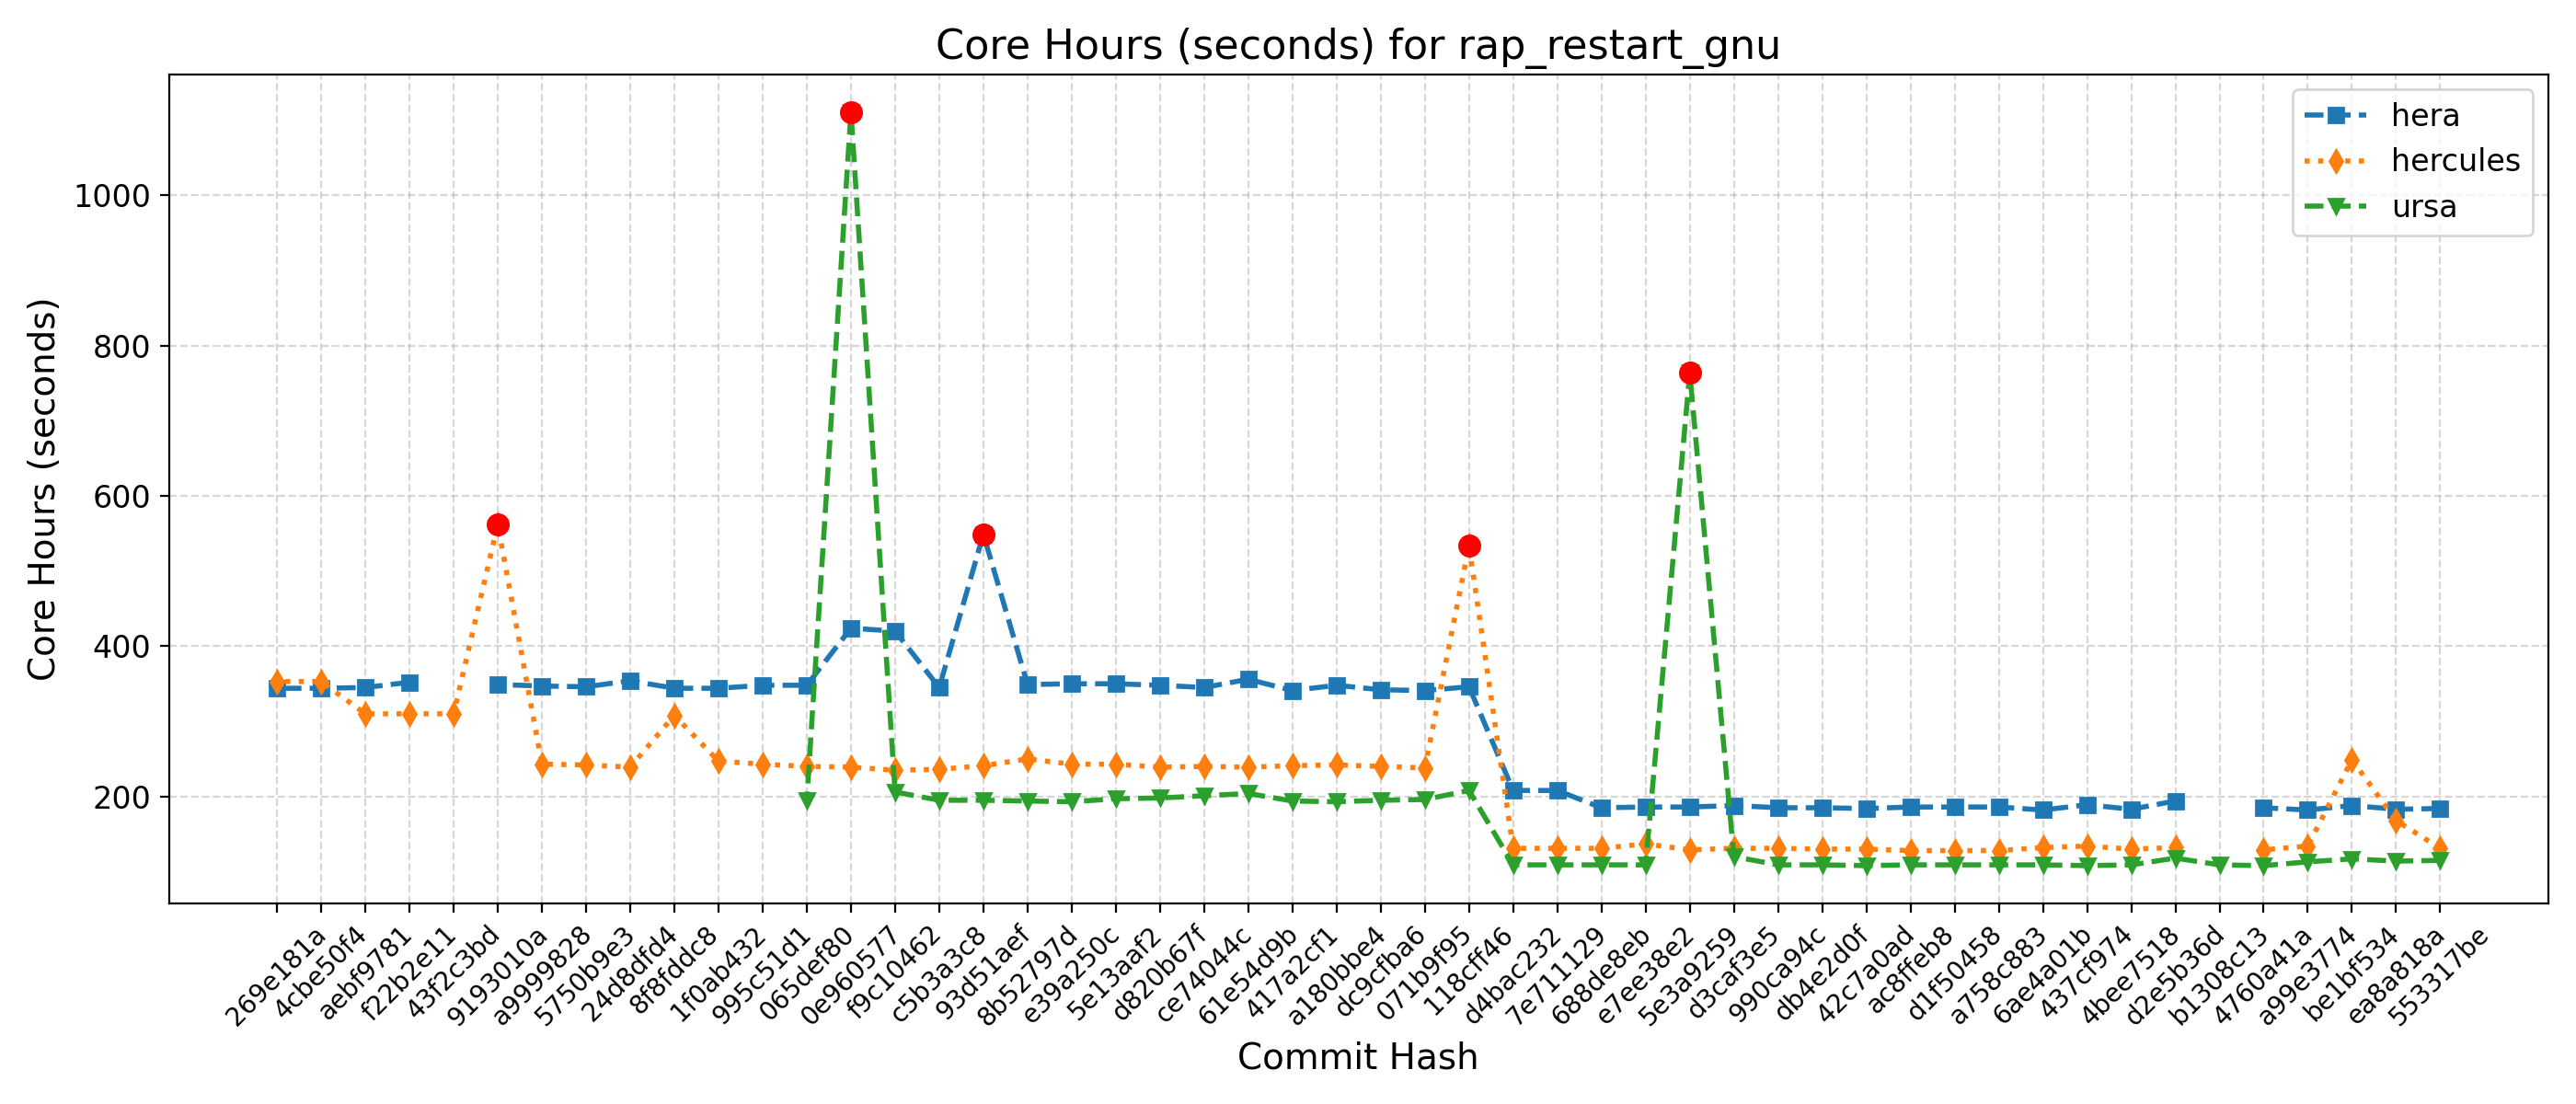 Core Hours (seconds) for rap_restart_gnu
hera
hercules
ursa
Core Hours (seconds)
1000
800
600
400
200
269e181a
4cbe50f4
aebf9781
f22b2e11
43f2c3bd
9193010a
a9999828
5750b9e3
24d8dfd4
8f8fddc8
1f0ab432
995c51d1
065def80
0e960577
f9c10462
c5b3a3c8
93d51aef
8b52797d
e39a250c
5e13aaf2
d820b67f
ce74044c
61e54d9b
417a2cf1
a180bbe4
dc9cfba6
071b9f95
118cff46
d4bac232
7e711129
688de8eb
e7ee38e2
5e3a9259
d3caf3e5
990ca94c
db4e2d0f
42c7a0ad
ac8ffeb8
d1f50458
a758c883
6ae4a01b
437cf974
4bee7518
d2e5b36d
b1308c13
4760a41a
a99e3774
be1bf534
ea8a818a
553317be
Commit Hash